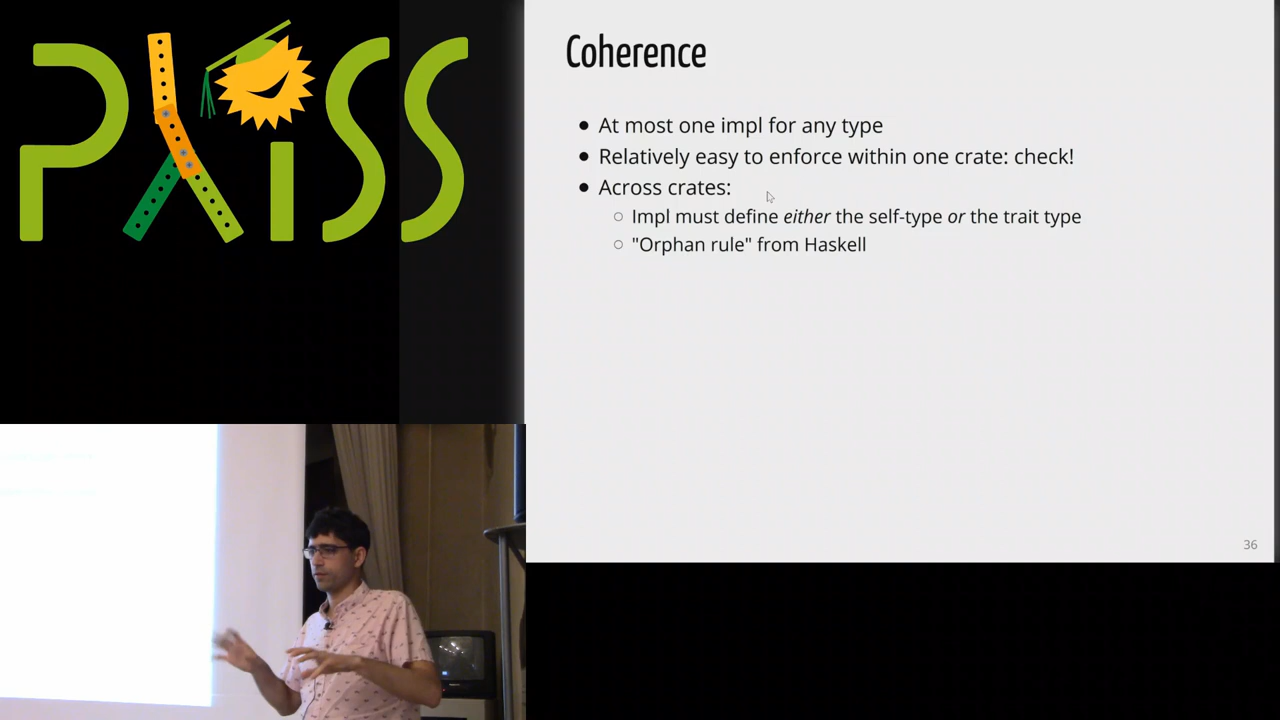 PLISS
Coherence
● At most one impl for any type
● Relatively easy to enforce within one crate: check!
● Across crates:
○ Impl must define either the self-type or the trait type
○ "Orphan rule" from Haskell
36